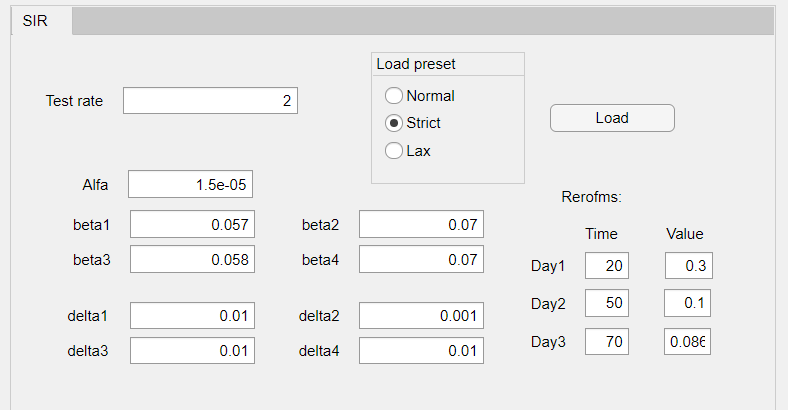 SIR
Load preset
Test rate 2
Normal
Strict
Lax
Load
Alfa 1.5e-05
Rerofms:
beta1 0.057 beta2 0.07
Time Value
beta3 0.058 beta4 0.07
Day1 20 0.3
Day2 50 0.1
delta1 0.01 delta2 0.001
Day3 70 0.086
delta3 0.01 delta4 0.01